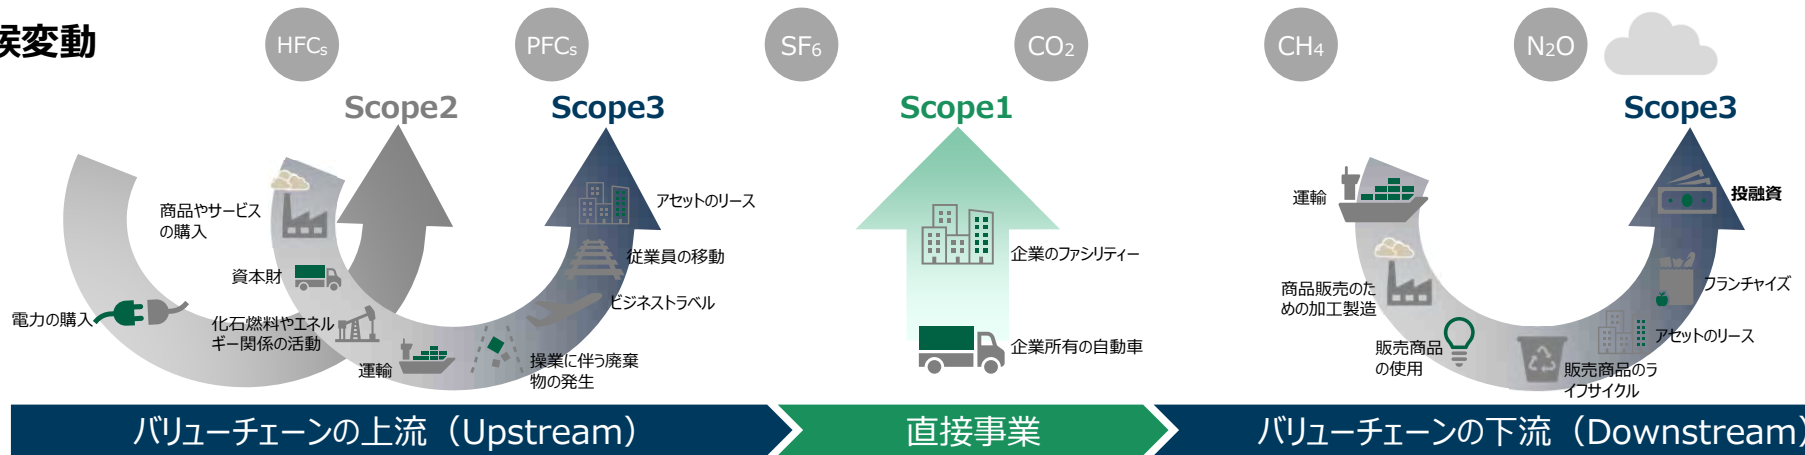 候変動
HFCs
PFCs
SF6
CO2
CH4
N2O
Scope2
Scope3
Scope1
Scope3
商品やサービス
の購入
資本財
電力の購入
化石燃料やエネル
ギー関係の活動
運輸
アセットのリース
従業員の移動
ビジネストラベル
操業に伴う廃棄
物の発生
企業のファシリティー
企業所有の自動車
運輸
商品販売のた
めの加工製造
販売商品
の使用
販売商品のラ
イフサイクル
投融資
フランチャイズ
アセットのリース
バリューチェーンの上流（Upstream）
直接事業
バリューチェーンの下流（Downstream）